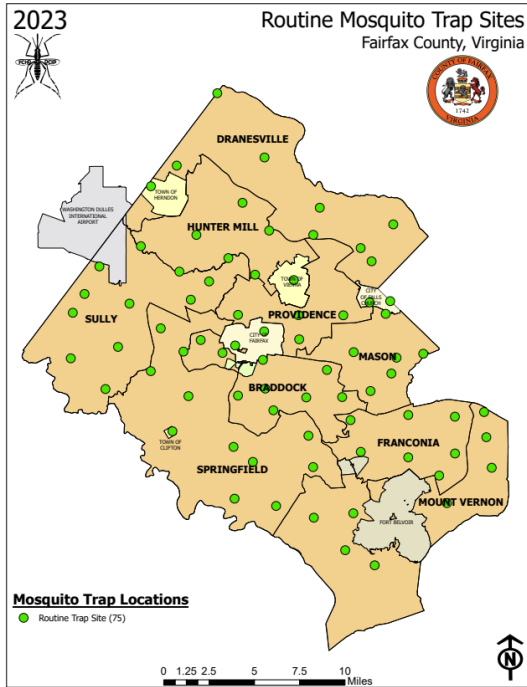 2023
Routine Mosquito Trap Sites
Fairfax County, Virginia
FCHD
DCIP
COUNTY OF FAIRFAX
1742
VIRGINIA
DRANESVILLE
TOWN OF
HERNDON
WASHINGTON DULLES
INTERNATIONAL
AIRPORT
HUNTER MILL
TOWN OF
VIENNA
CITY
OF FALLS
CHURCH
SULLY
PROVIDENCE
CITY OF
FAIRFAX
MASON
BRADDOCK
TOWN OF
CLIFTON
FRANCONIA
SPRINGFIELD
MOUNT VERNON
FORT BELVOIR
Mosquito Trap Locations
Routine Trap Site (75)
0 1.25 2.5 5 7.5 10
Miles
N